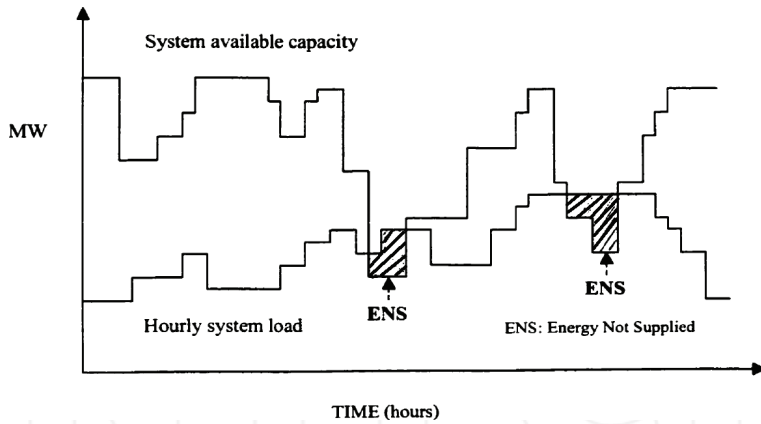 System available capacity
MW
ENS
ENS
Hourly system load
ENS: Energy Not Supplied
TIME (hours)